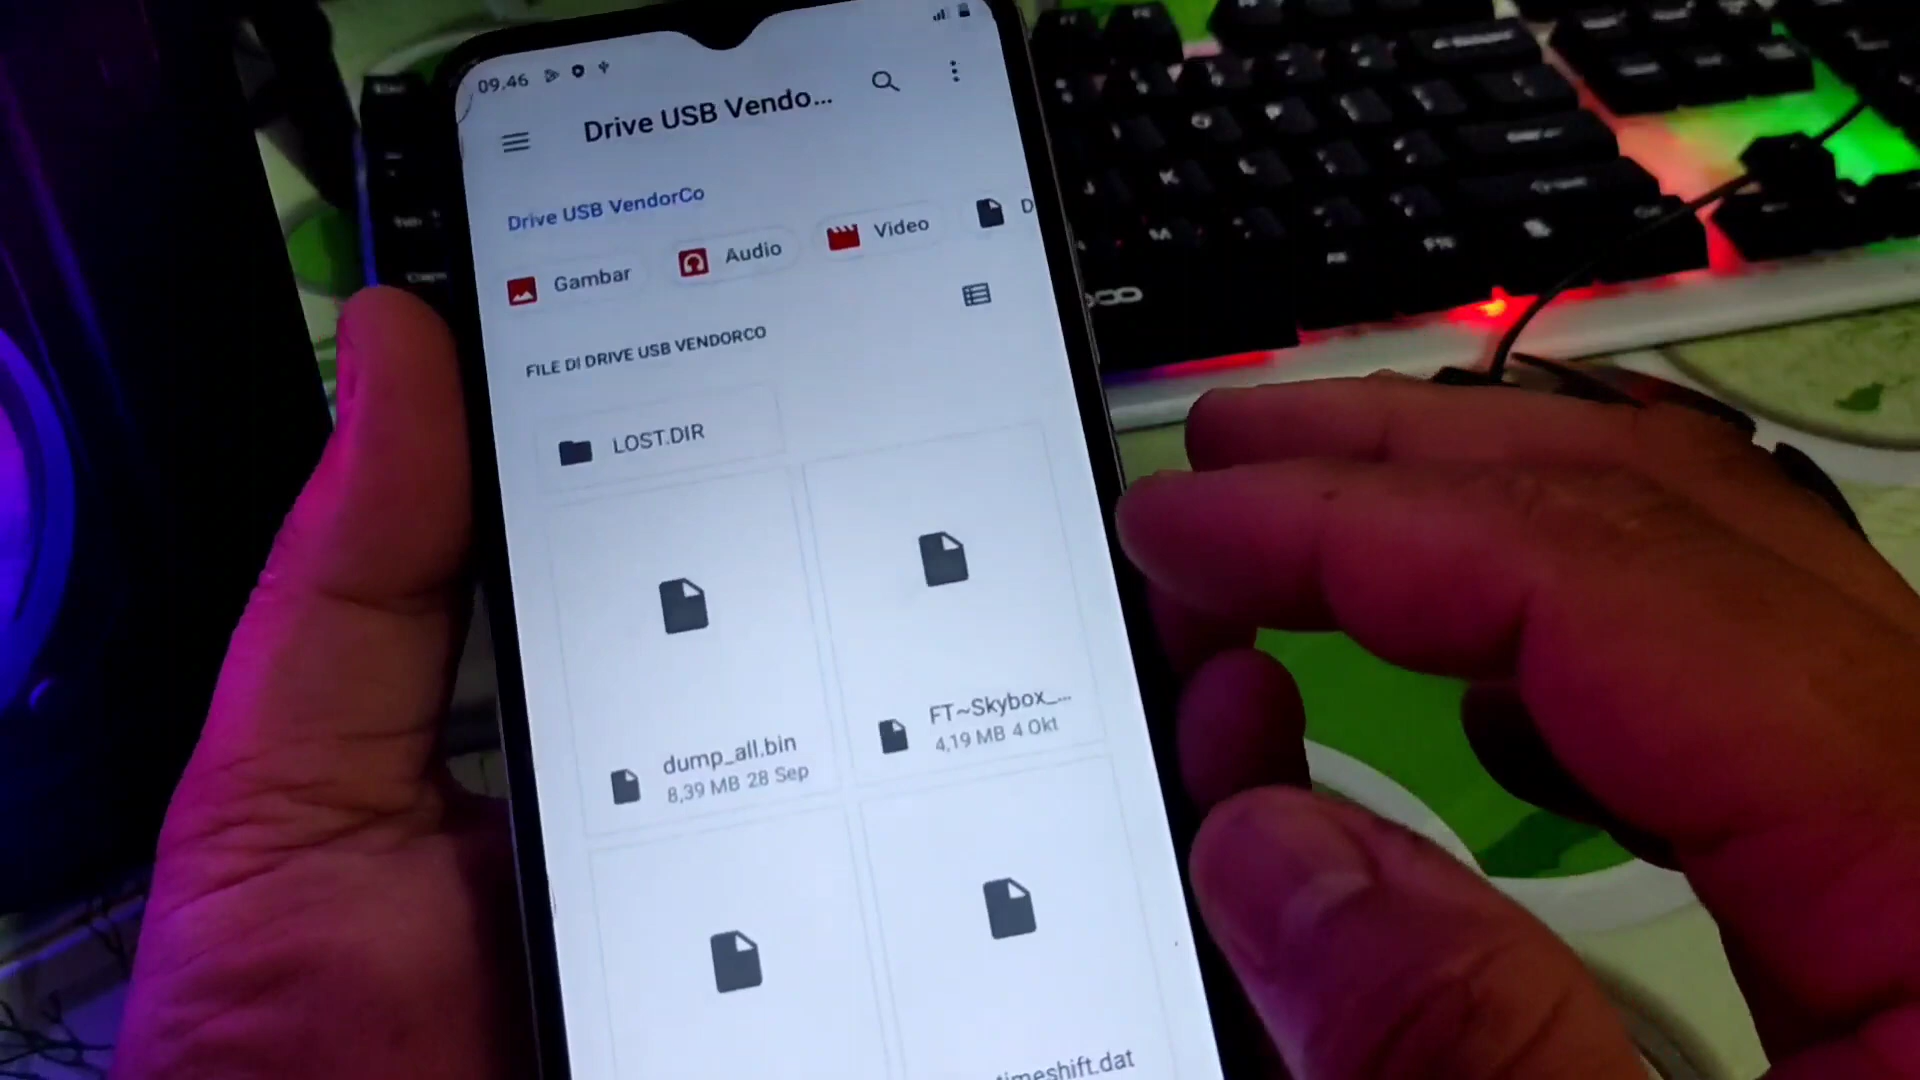 09.46
Drive USB Vendo...
Drive USB VendorCo
Gambar
Audio
Video
D
FILE DI DRIVE USB VENDORCO
LOST.DIR
dump_all.bin
8,39 MB 28 Sep
FT~Skybox_...
4,19 MB 4 Okt
timeshift.dat